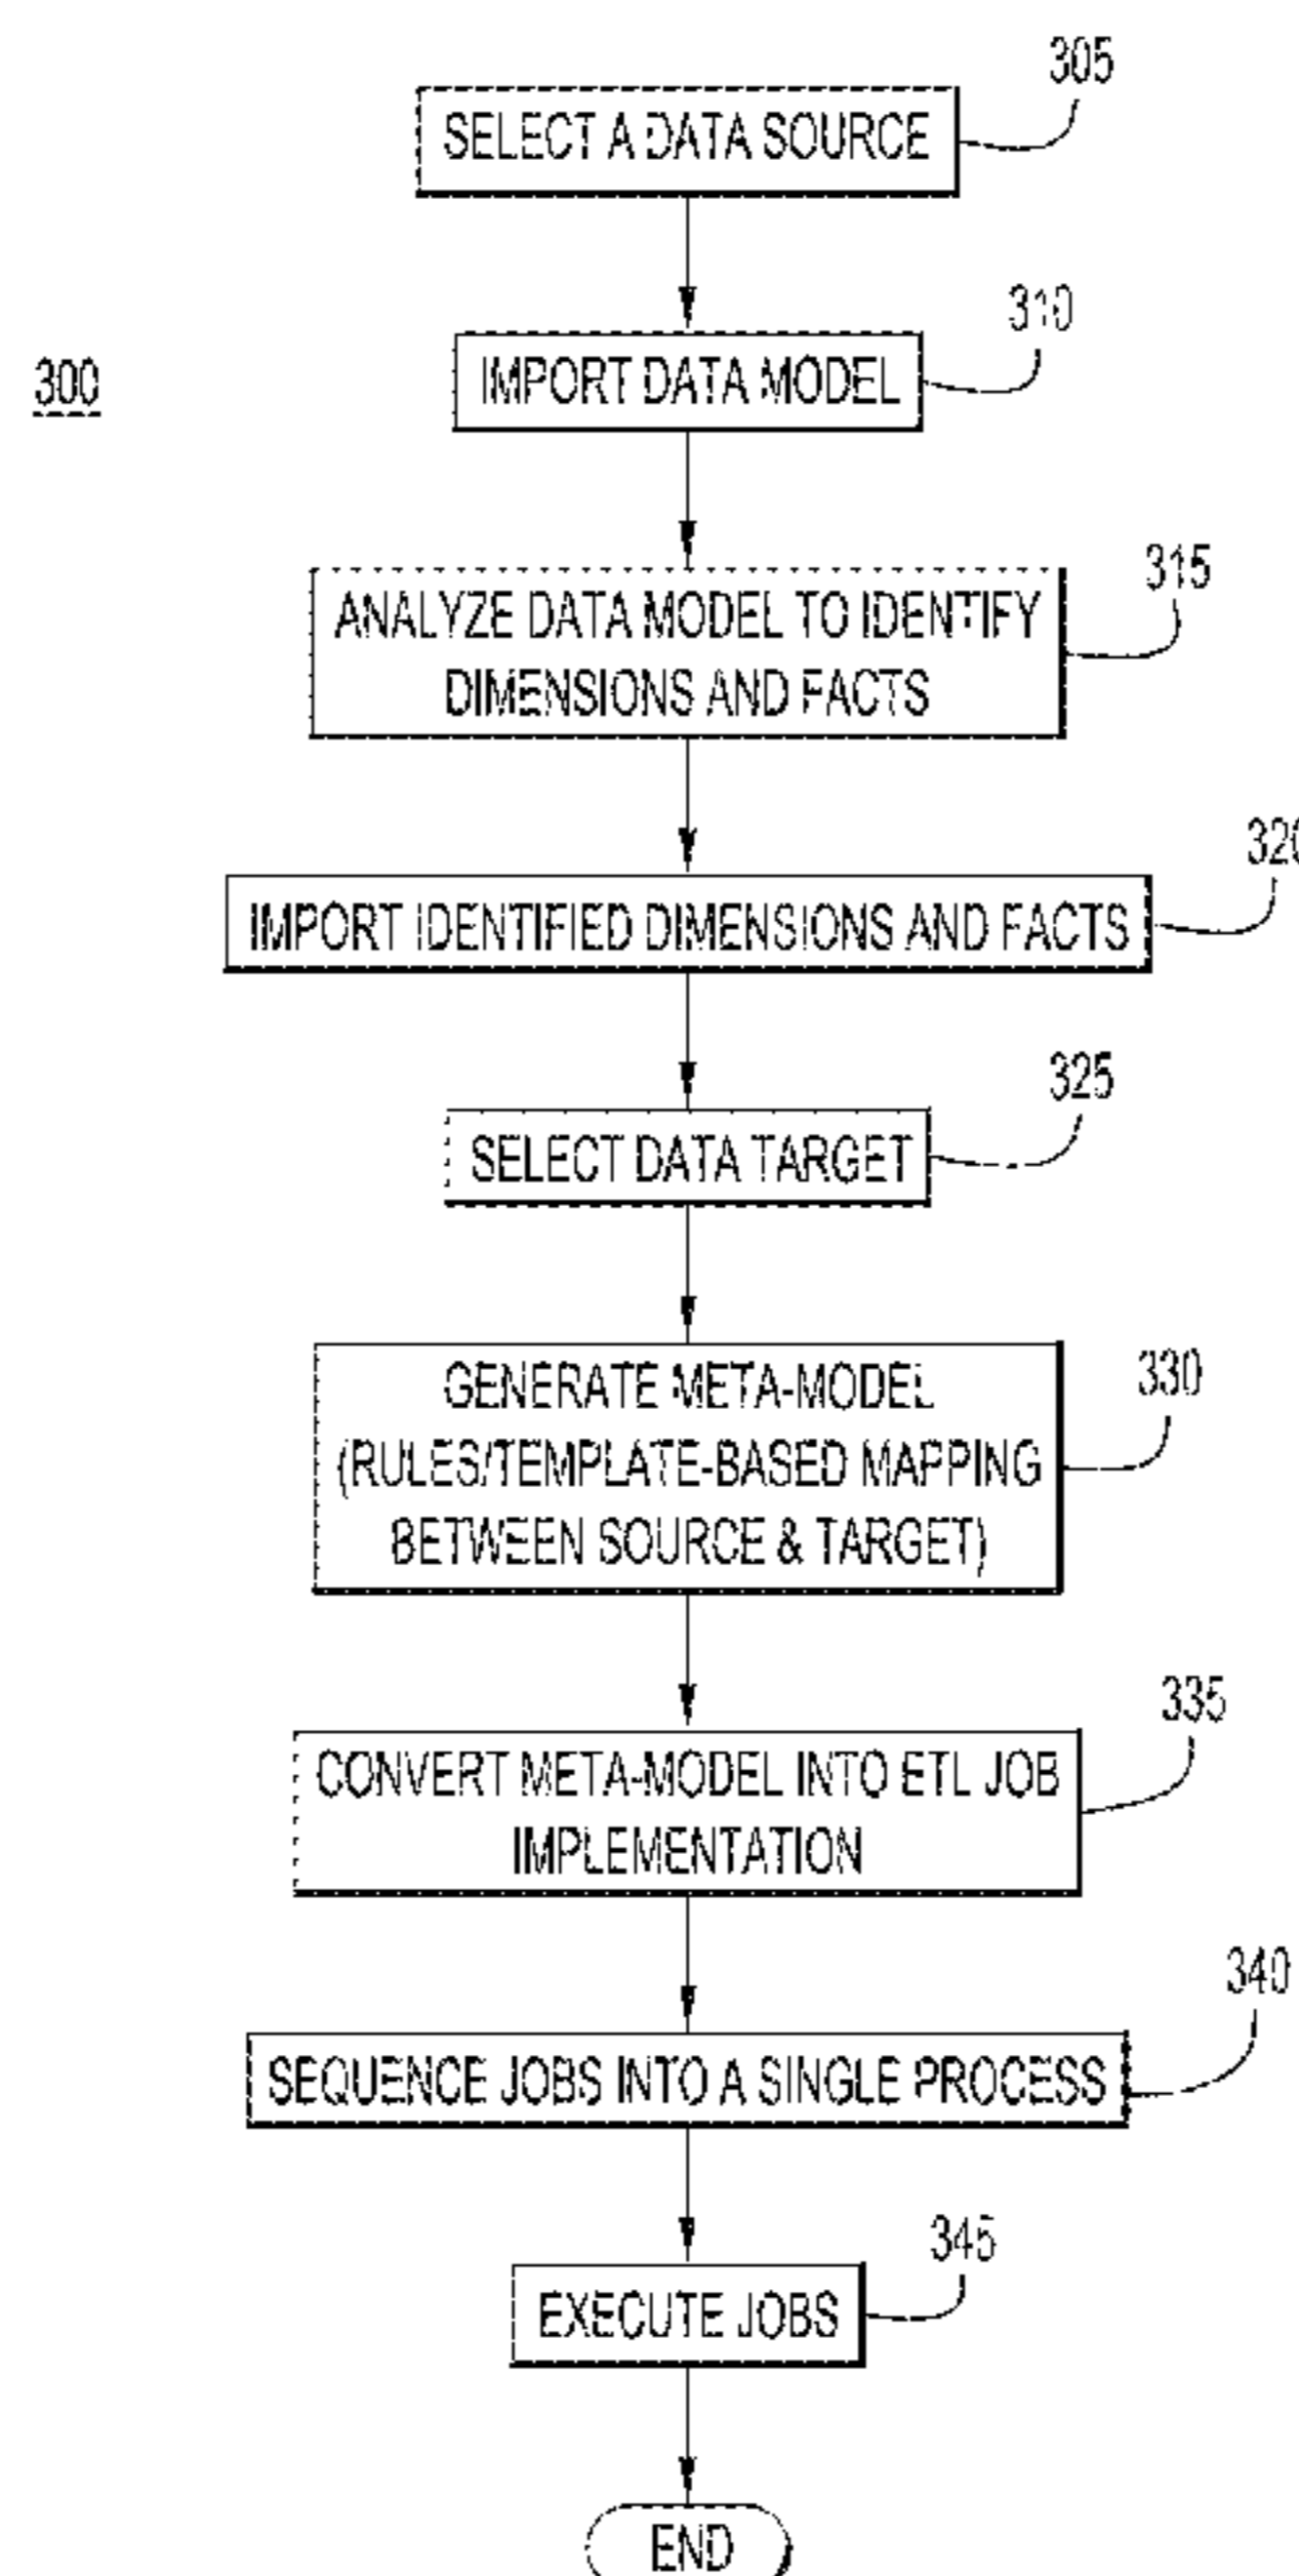 305
SELECT A DATA SOURCE
310
300
IMPORT DATA MODEL
315
ANALYZE DATA MODEL TO IDENTIFY
DIMENSIONS AND FACTS
320
IMPORT IDENTIFIED DIMENSIONS AND FACTS
325
SELECT DATA TARGET
330
GENERATE META-MODEL
(RULES/TEMPLATE-BASED MAPPING
BETWEEN SOURCE & TARGET)
335
CONVERT META-MODEL INTO ETL JOB
IMPLEMENTATION
340
SEQUENCE JOBS INTO A SINGLE PROCESS
345
EXECUTE JOBS
END